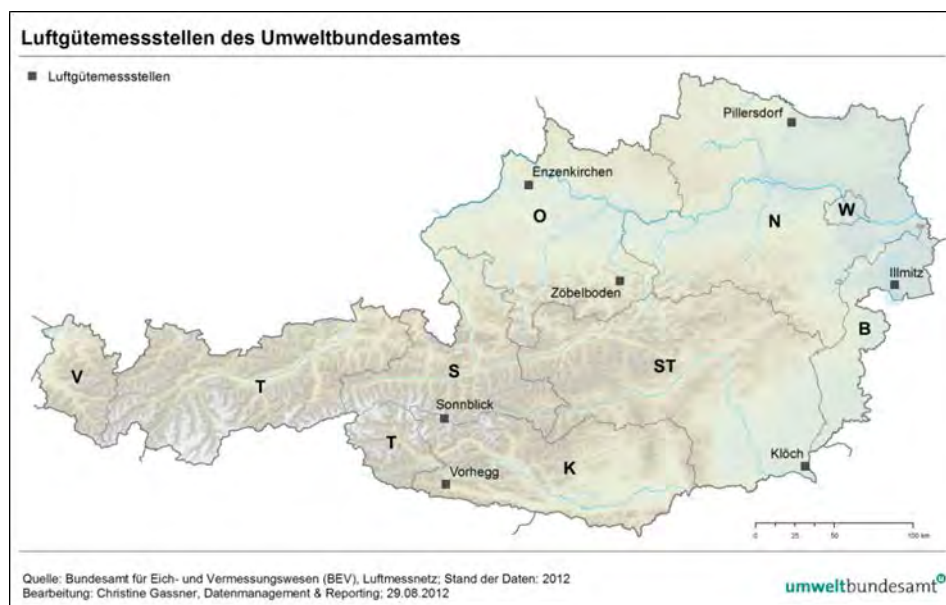 Luftgütemessstellen des Umweltbundesamtes
Luftgütemessstellen
Pillersdorf
Enzenkirchen
O
N
W
Illmitz
Zöbelboden
B
V
T
S
ST
Sonnblick
T
K
Klöch
Vorhegg
0 25 50 100 km
Quelle: Bundesamt für Eich- und Vermessungswesen (BEV), Luftmessnetz; Stand der Daten: 2012
Bearbeitung: Christine Gassner, Datenmanagement & Reporting; 29.08.2012
umweltbundesamt